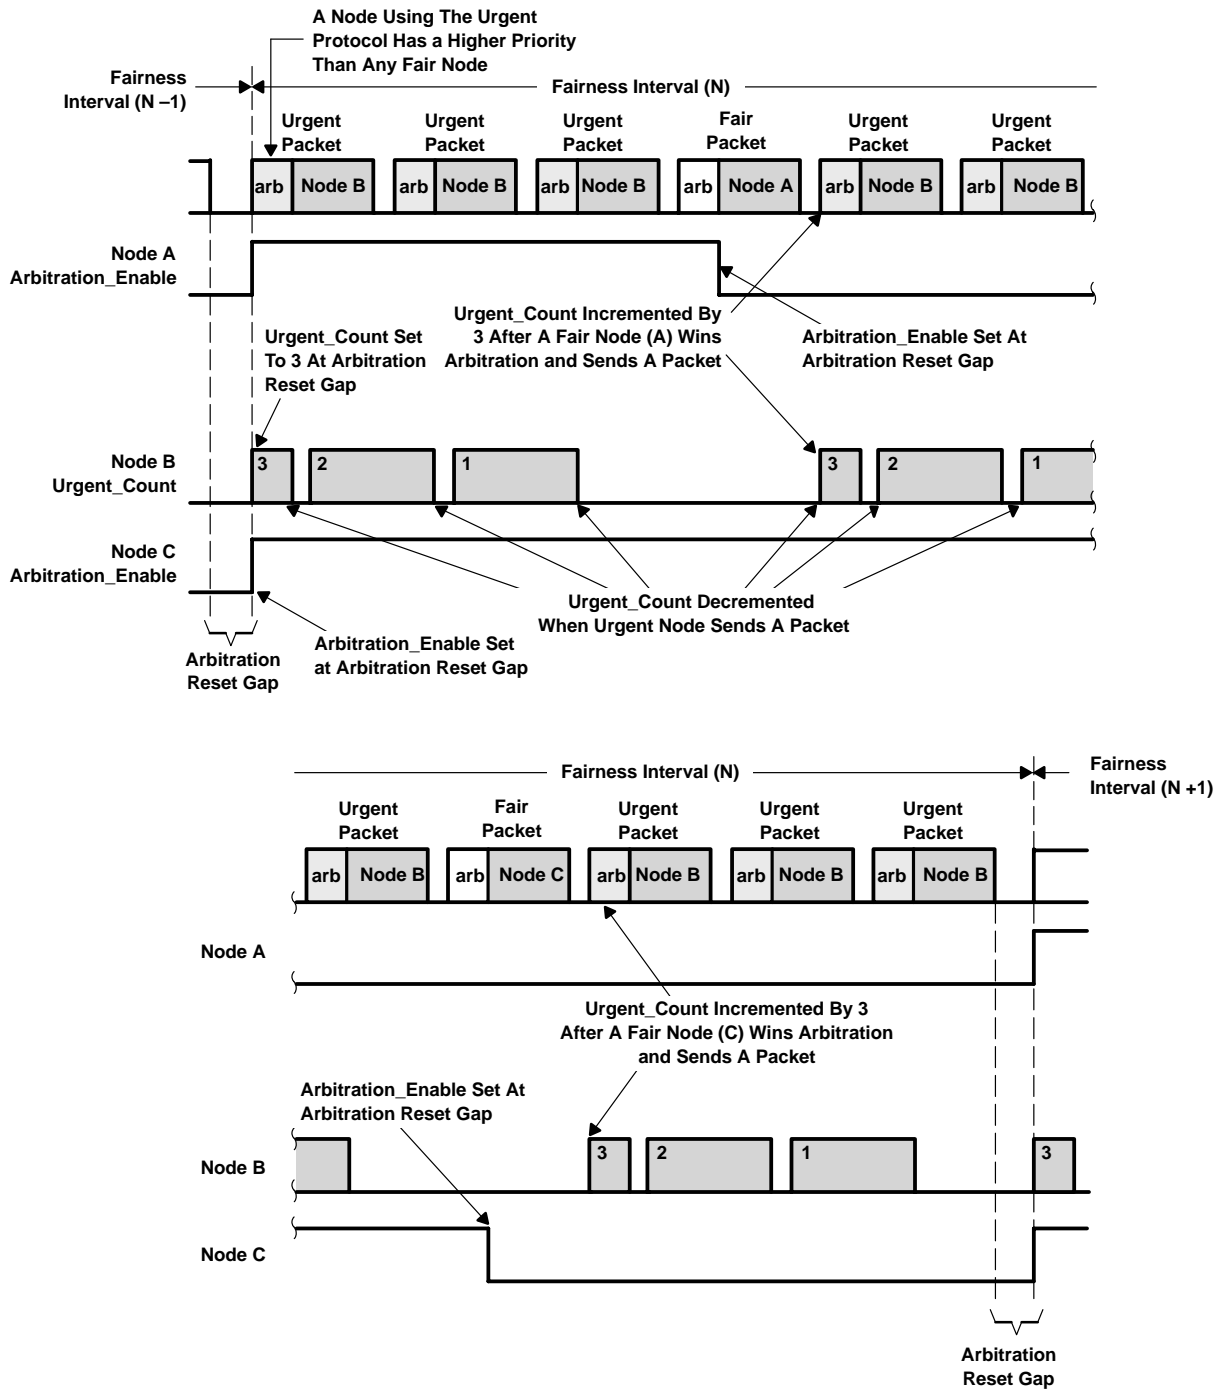 A Node Using The Urgent
Protocol Has a Higher Priority
Than Any Fair Node
Fairness
Interval (N –1)
Fairness Interval (N)
Urgent
Packet
Urgent
Packet
Urgent
Packet
Fair
Packet
Urgent
Packet
Urgent
Packet
arb Node B
arb Node B
arb Node B
arb Node A
arb Node B
arb Node B
Node A
Arbitration_Enable
Urgent_Count Set
To 3 At Arbitration
Reset Gap
Urgent_Count Incremented By
3 After A Fair Node (A) Wins
Arbitration and Sends A Packet
Arbitration_Enable Set At
Arbitration Reset Gap
Node B
Urgent_Count
3
2
1
3
2
1
Node C
Arbitration_Enable
Urgent_Count Decremented
When Urgent Node Sends A Packet
Arbitration_Enable Set
at Arbitration Reset Gap
Arbitration
Reset Gap
Fairness Interval (N)
Fairness
Interval (N +1)
Urgent
Packet
Fair
Packet
Urgent
Packet
Urgent
Packet
Urgent
Packet
arb Node B
arb Node C
arb Node B
arb Node B
arb Node B
Node A
Urgent_Count Incremented By 3
After A Fair Node (C) Wins Arbitration
and Sends A Packet
Arbitration_Enable Set At
Arbitration Reset Gap
Node B
3
2
1
3
Node C
Arbitration
Reset Gap